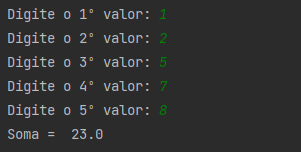 Digite o 1° valor: 1
Digite o 2° valor: 2
Digite o 3° valor: 5
Digite o 4° valor: 7
Digite o 5° valor: 8
Soma =  23.0